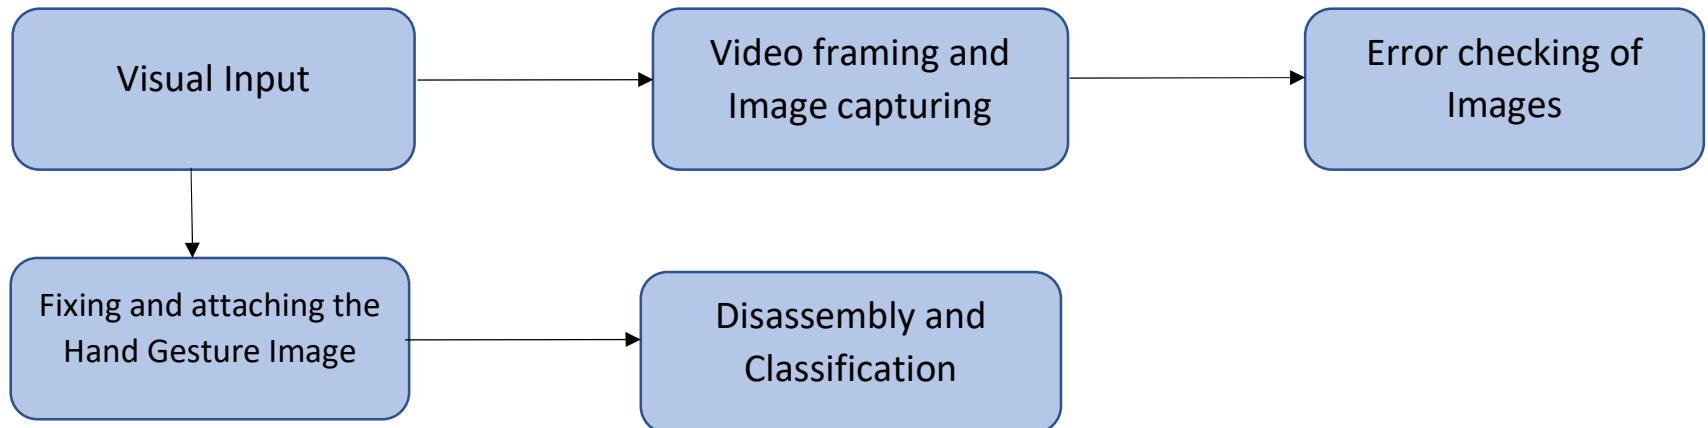 Visual Input
Video framing and
Image capturing
Error checking of
Images
Fixing and attaching the
Hand Gesture Image
Disassembly and
Classification